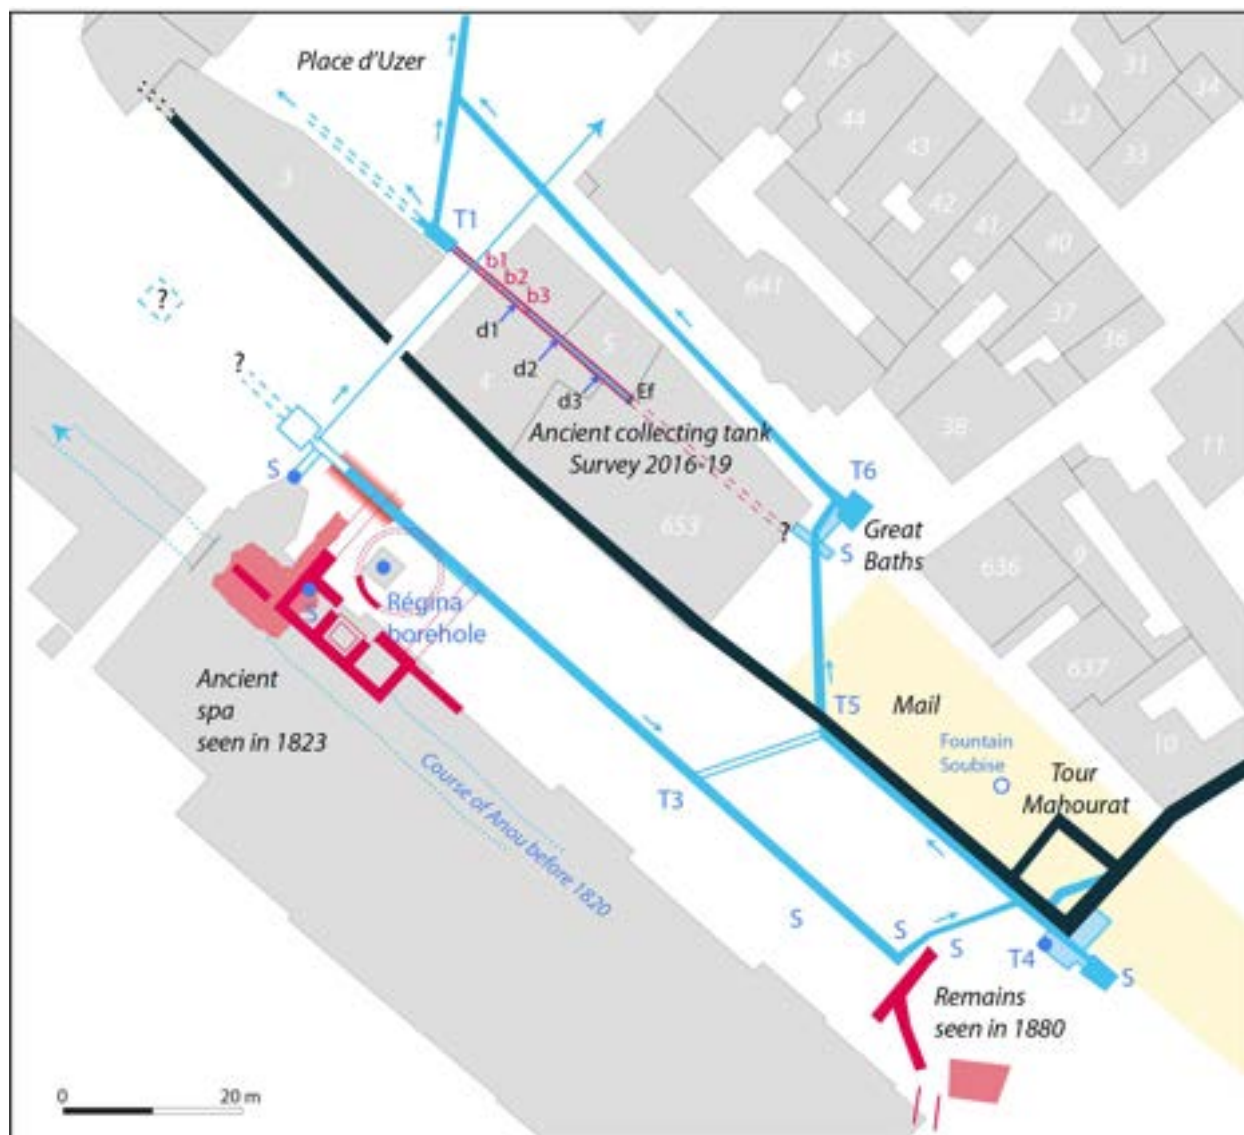 Place d'Uzer
45
31
34
32
44
33
43
3
T1
42
41
40
b1
b2
b3
641
37
36
?
d1
5
d2
4
?
d3
Ef
38
11
Ancient collecting tank
Survey 2016-19
S
T6
653
?
Great
Baths
S
636
9
Régina
borehole
S
637
Ancient
spa
seen in 1823
T5
Mail
10
Fountain
Soubise
Course of Anou before 1820
T3
Tour
Mahourat
S
S
S
T4
S
Remains
seen in 1880
0
20 m